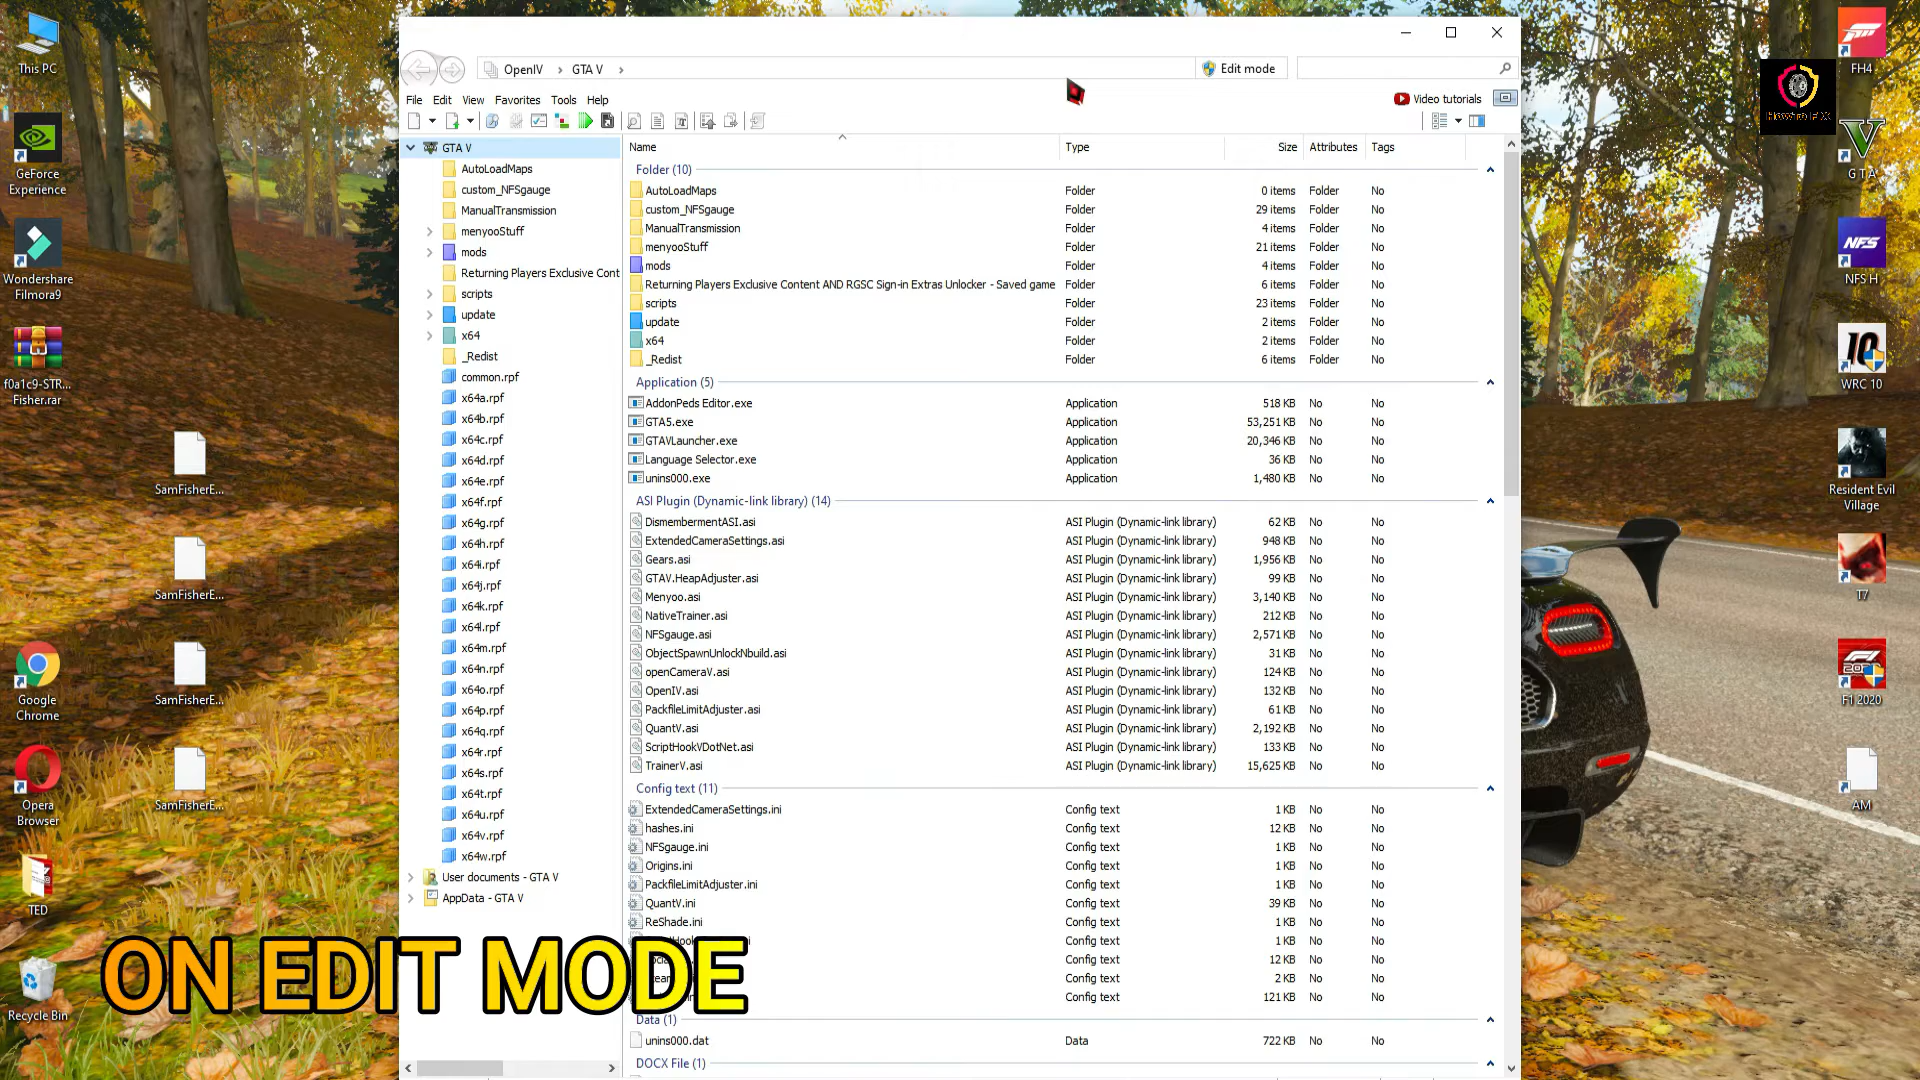 This PC
GeForce
Experience
Wondershare
Filmora9
f0a1c9-STR...
Fisher.rar
SamFisherE...
SamFisherE...
SamFisherE...
SamFisherE...
Google
Chrome
Opera
Browser
TED
Recycle Bin
OpenIV
GTA V
Edit mode
File
Edit
View
Favorites
Tools
Help
Video tutorials
GTA V
AutoLoadMaps
custom_NFSgauge
ManualTransmission
menyooStuff
mods
Returning Players Exclusive Cont
scripts
update
x64
_Redist
common.rpf
x64a.rpf
x64b.rpf
x64c.rpf
x64d.rpf
x64e.rpf
x64f.rpf
x64g.rpf
x64h.rpf
x64i.rpf
x64j.rpf
x64k.rpf
x64l.rpf
x64m.rpf
x64n.rpf
x64o.rpf
x64p.rpf
x64q.rpf
x64r.rpf
x64s.rpf
x64t.rpf
x64u.rpf
x64v.rpf
x64w.rpf
User documents - GTA V
AppData - GTA V
Name Type Size Attributes Tags
Folder (10)
AutoLoadMaps Folder 0 items Folder No
custom_NFSgauge Folder 29 items Folder No
ManualTransmission Folder 4 items Folder No
menyooStuff Folder 21 items Folder No
mods Folder 4 items Folder No
Returning Players Exclusive Content AND RGSC Sign-in Extras Unlocker - Saved game Folder 6 items Folder No
scripts Folder 23 items Folder No
update Folder 2 items Folder No
x64 Folder 2 items Folder No
_Redist Folder 6 items Folder No
Application (5)
AddonPeds Editor.exe Application 518 KB No No
GTA5.exe Application 53,251 KB No No
GTAVLauncher.exe Application 20,346 KB No No
Language Selector.exe Application 36 KB No No
unins000.exe Application 1,480 KB No No
ASI Plugin (Dynamic-link library) (14)
DismembermentASI.asi ASI Plugin (Dynamic-link library) 62 KB No No
ExtendedCameraSettings.asi ASI Plugin (Dynamic-link library) 948 KB No No
Gears.asi ASI Plugin (Dynamic-link library) 1,956 KB No No
GTAV.HeapAdjuster.asi ASI Plugin (Dynamic-link library) 99 KB No No
Menyoo.asi ASI Plugin (Dynamic-link library) 3,140 KB No No
NativeTrainer.asi ASI Plugin (Dynamic-link library) 212 KB No No
NFSgauge.asi ASI Plugin (Dynamic-link library) 2,571 KB No No
ObjectSpawnUnlockNbuild.asi ASI Plugin (Dynamic-link library) 31 KB No No
openCameraV.asi ASI Plugin (Dynamic-link library) 124 KB No No
OpenIV.asi ASI Plugin (Dynamic-link library) 132 KB No No
PackfileLimitAdjuster.asi ASI Plugin (Dynamic-link library) 61 KB No No
QuantV.asi ASI Plugin (Dynamic-link library) 2,192 KB No No
ScriptHookVDotNet.asi ASI Plugin (Dynamic-link library) 133 KB No No
TrainerV.asi ASI Plugin (Dynamic-link library) 15,625 KB No No
Config text (11)
ExtendedCameraSettings.ini Config text 1 KB No No
hashes.ini Config text 12 KB No No
NFSgauge.ini Config text 1 KB No No
Origins.ini Config text 1 KB No No
PackfileLimitAdjuster.ini Config text 1 KB No No
QuantV.ini Config text 39 KB No No
ReShade.ini Config text 1 KB No No
Config text 1 KB No No
Config text 12 KB No No
Config text 2 KB No No
Config text 121 KB No No
Data (1)
unins000.dat Data 722 KB No No
DOCX File (1)
ON EDIT MODE
FH4
How to FIX
G T A
NFS
NFS H
10
WRC 10
Resident Evil
Village
T7
F1 2020
AM